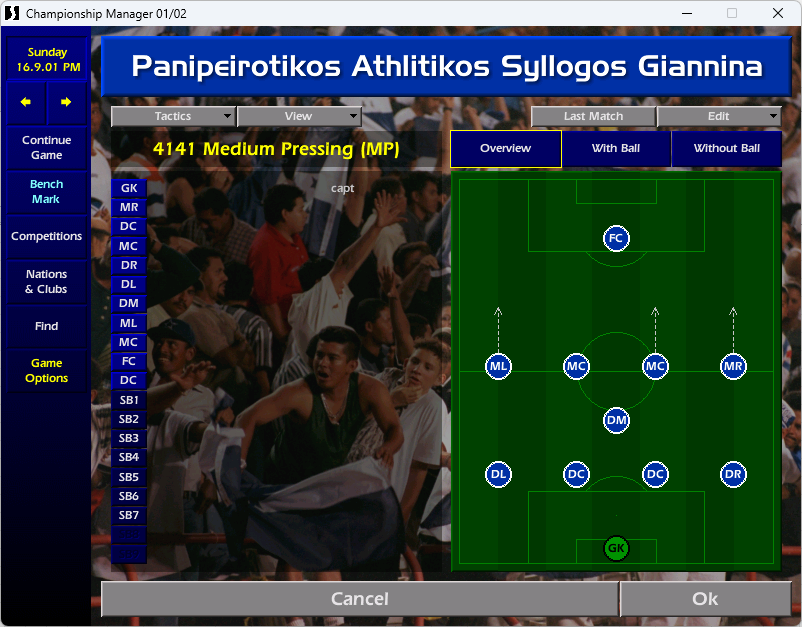 Championship Manager 01/02
Sunday
16.9.01 PM
Continue
Game
Bench
Mark
Competitions
Nations
& Clubs
Find
Game
Options
Panipeirotikos Athlitikos Syllogos Giannina
Tactics
View
Last Match
Edit
4141 Medium Pressing (MP)
Overview
With Ball
Without Ball
GK capt
MR
DC
MC
DR
DL
DM
ML
MC
FC
DC
SB1
SB2
SB3
SB4
SB5
SB6
SB7
FC
ML MC MC MR
DM
DL DC DC DR
GK
Cancel
Ok